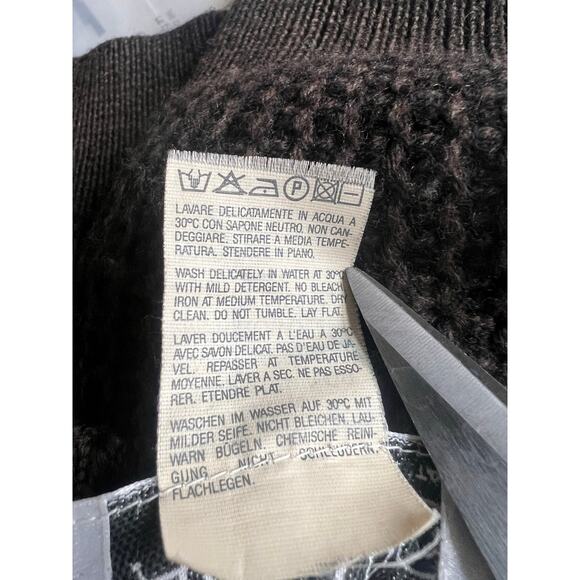 P
LAVARE DELICATAMENTE IN ACQUA A
30°C CON SAPONE NEUTRO. NON CAN-
DEGGIARE. STIRARE A MEDIA TEMPE-
RATURA. STENDERE IN PIANO.
WASH DELICATELY IN WATER AT 30°C
WITH MILD DETERGENT. NO BLEACH
IRON AT MEDIUM TEMPERATURE. DRY
CLEAN. DO NOT TUMBLE. LAY FLAT.
LAVER DOUCEMENT A L'EAU A 30°C
AVEC SAVON DELICAT. PAS D'EAU DE JA-
VEL. REPASSER AT TEMPERATURE
MOYENNE. LAVER A SEC. NE PAS ESSO-
RER. ETENDRE PLAT.
WASCHEN IM WASSER AUF 30°C MIT
MILDER SEIFE. NICHT BLEICHEN. LAU-
WARN BÜGELN. CHEMISCHE REINI-
GUNG NICHT SCHLEUDERN.
FLACHLEGEN.